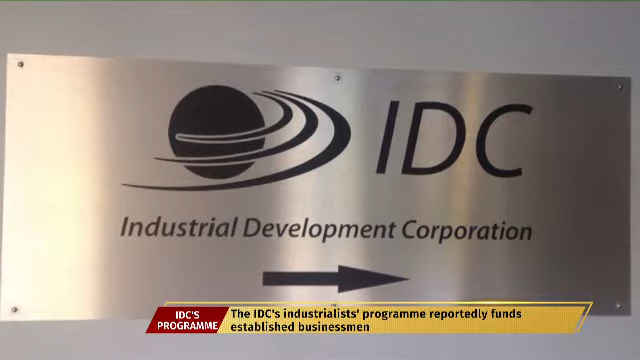 IDC
Industrial Development Corporation
IDC'S
PROGRAMME
The IDC's industrialists' programme reportedly funds
established businessmen